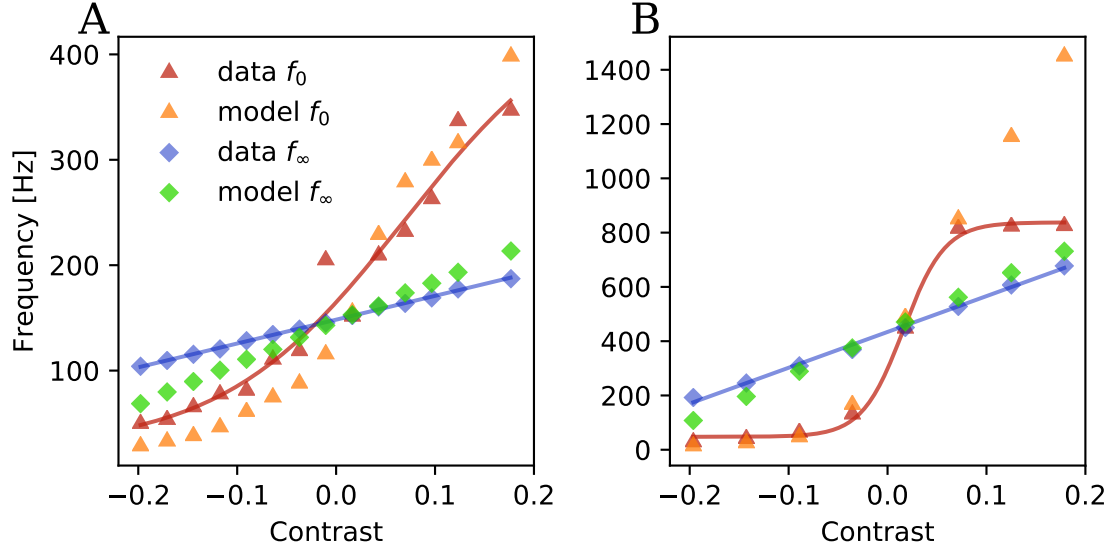 A
400
300
200
100
Frequency [Hz]
data f₀
model f₀
data f∞
model f∞
−0.2
−0.1
0.0
0.1
0.2
Contrast
B
1400
1200
1000
800
600
400
200
0
−0.2
−0.1
0.0
0.1
0.2
Contrast